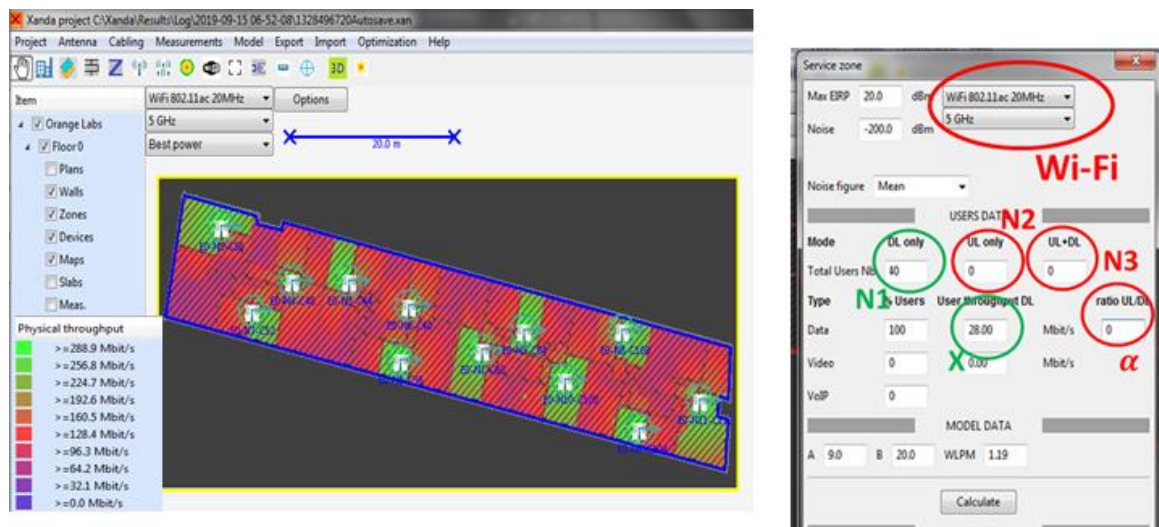 Xanda project C:\Xanda\Results\Log\2019-09-15 06-52-08\1328496720Autosave.xan
Project Antenna Cabling Measurements Model Export Import Optimization Help
3D
Item
WiFi 802.11ac 20MHz
Options
5 GHz
Best power
20.0 m
Orange Labs
Floor 0
Plans
Walls
Zones
Devices
Maps
Slabs
Meas.
Physical throughput
>=288.9 Mbit/s
>=256.8 Mbit/s
>=224.7 Mbit/s
>=192.6 Mbit/s
>=160.5 Mbit/s
>=128.4 Mbit/s
>=96.3 Mbit/s
>=64.2 Mbit/s
>=32.1 Mbit/s
>=0.0 Mbit/s
Service zone
Max EIRP 20.0 dBm WiFi 802.11ac 20MHz
5 GHz
Noise -200.0 dBm
Wi-Fi
Noise figure Mean
USERS DATA
N2
Mode DL only UL only UL+DL
Total Users Nb 40 0 0 N3
N1
Type % Users User throughput DL ratio UL/DL
Data 100 28.00 Mbit/s 0
Video 0 X 0.00 Mbit/s α
VoIP 0
MODEL DATA
A 9.0 B 20.0 WLPM 1.19
Calculate